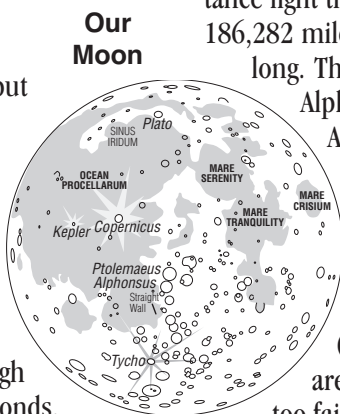 Our
Moon
tance light tr
186,282 mile
long. Th
Alph
A
out
Plato
SINUS
IRIDUM
OCEAN
PROCELLARUM
MARE
SERENITY
MARE
CRISIUM
MARE
TRANQUILITY
Kepler
Copernicus
Ptolemaeus
Alphonsus
Straight
Wall
Tycho
gh
onds
are
too fai